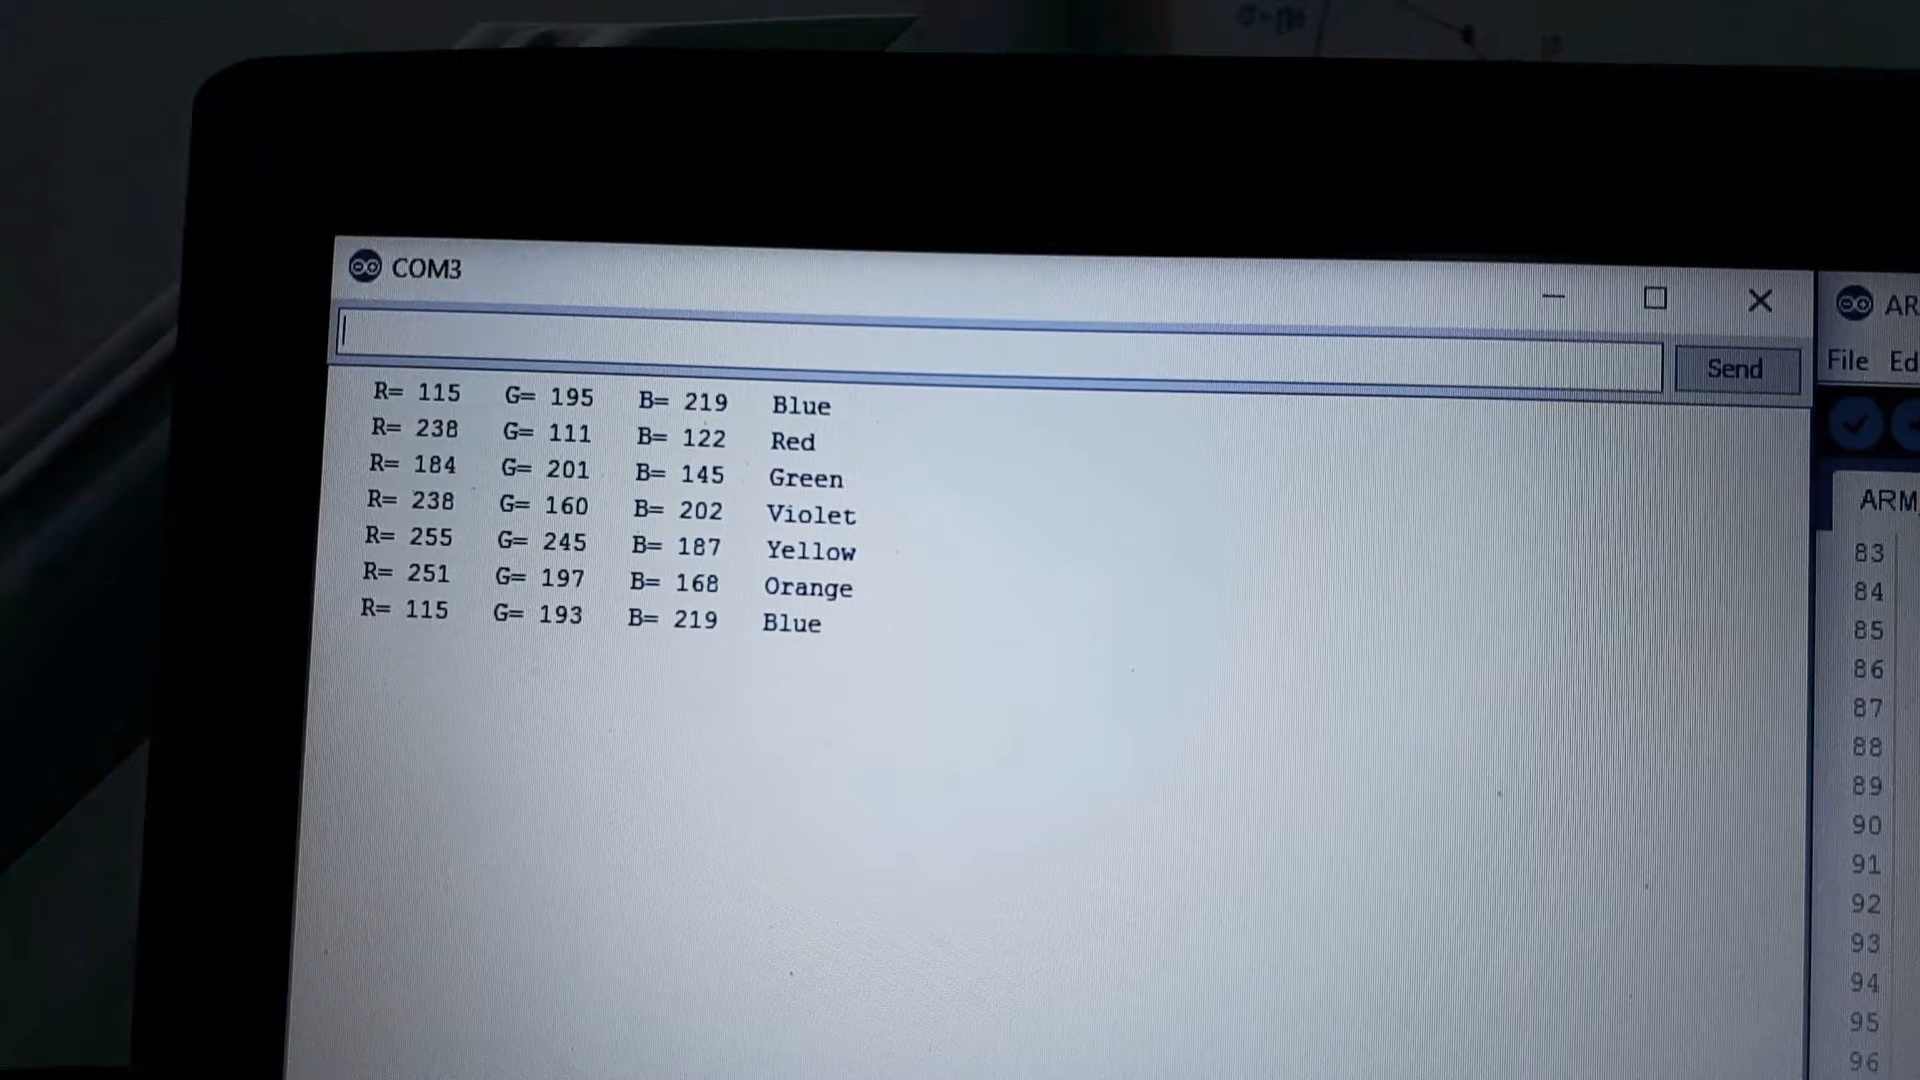 COM3
Send
R= 115 G= 195 B= 219 Blue
R= 238 G= 111 B= 122 Red
R= 184 G= 201 B= 145 Green
R= 238 G= 160 B= 202 Violet
R= 255 G= 245 B= 187 Yellow
R= 251 G= 197 B= 168 Orange
R= 115 G= 193 B= 219 Blue
AR
File Ed
ARM
83
84
85
86
87
88
89
90
91
92
93
94
95
96